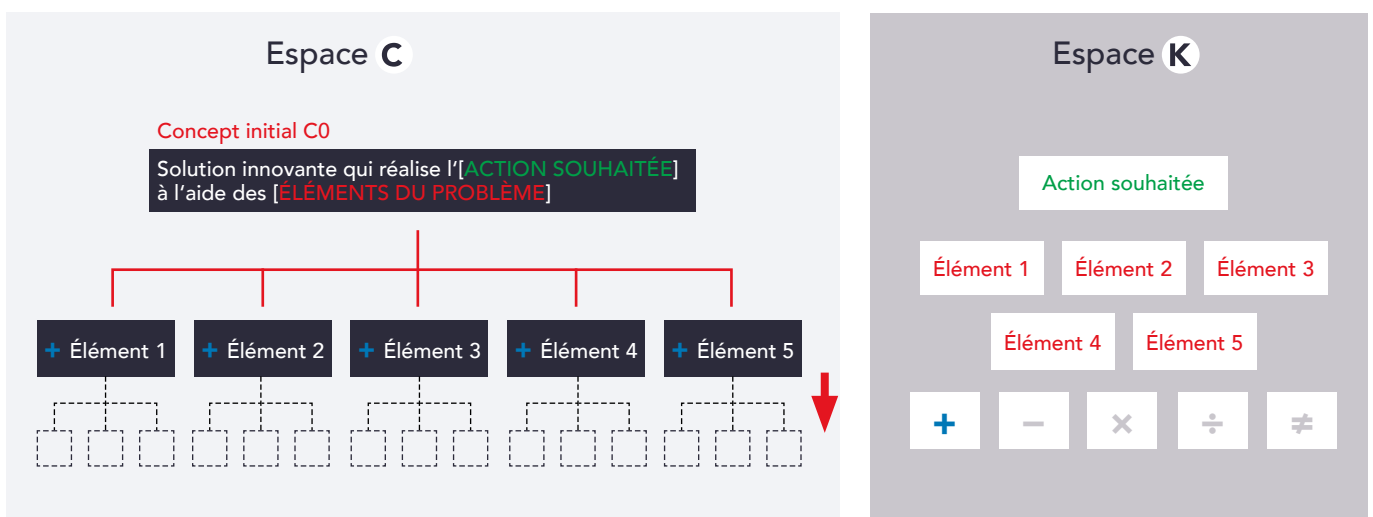 Espace C
Concept initial C0
Solution innovante qui réalise l'[ACTION SOUHAITÉE]
à l'aide des [ÉLÉMENTS DU PROBLÈME]
+ Élément 1
+ Élément 2
+ Élément 3
+ Élément 4
+ Élément 5
Espace K
Action souhaitée
Élément 1
Élément 2
Élément 3
Élément 4
Élément 5
+ − × ÷ ≠